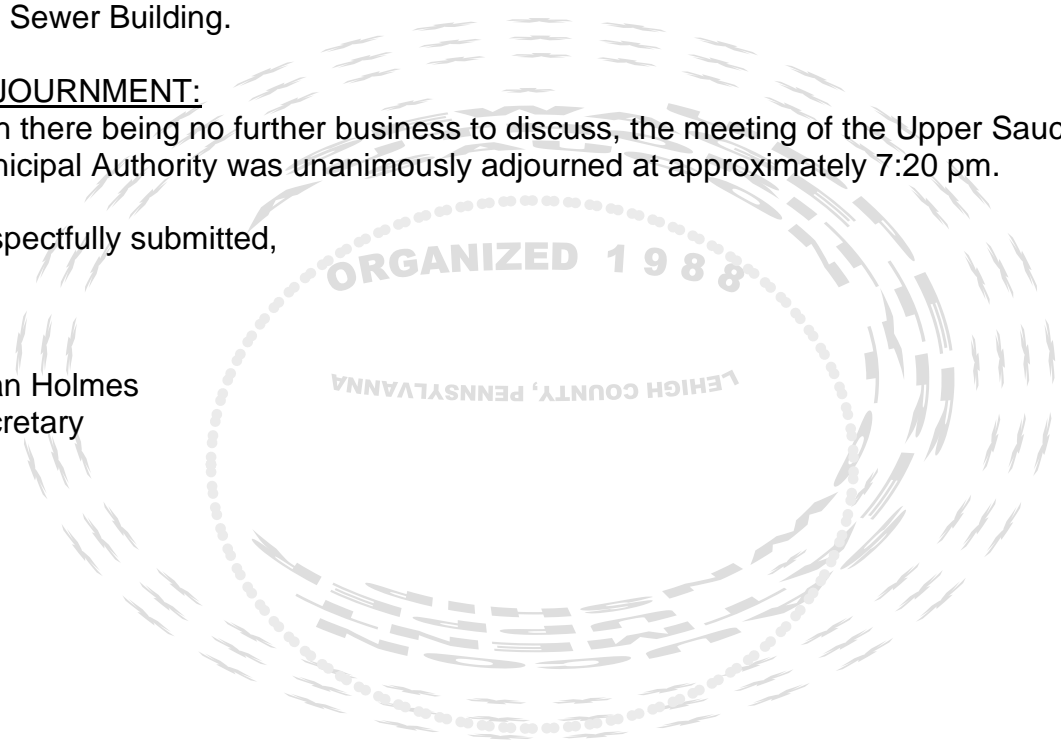 Sewer Building.
JOURNMENT:
n there being no further business to discuss, the meeting of the Upper Sauc
nicipal Authority was unanimously adjourned at approximately 7:20 pm.
spectfully submitted,
ORGANIZED 1988
LEHIGH COUNTY, PENNSYLVANNA
an Holmes
cretary